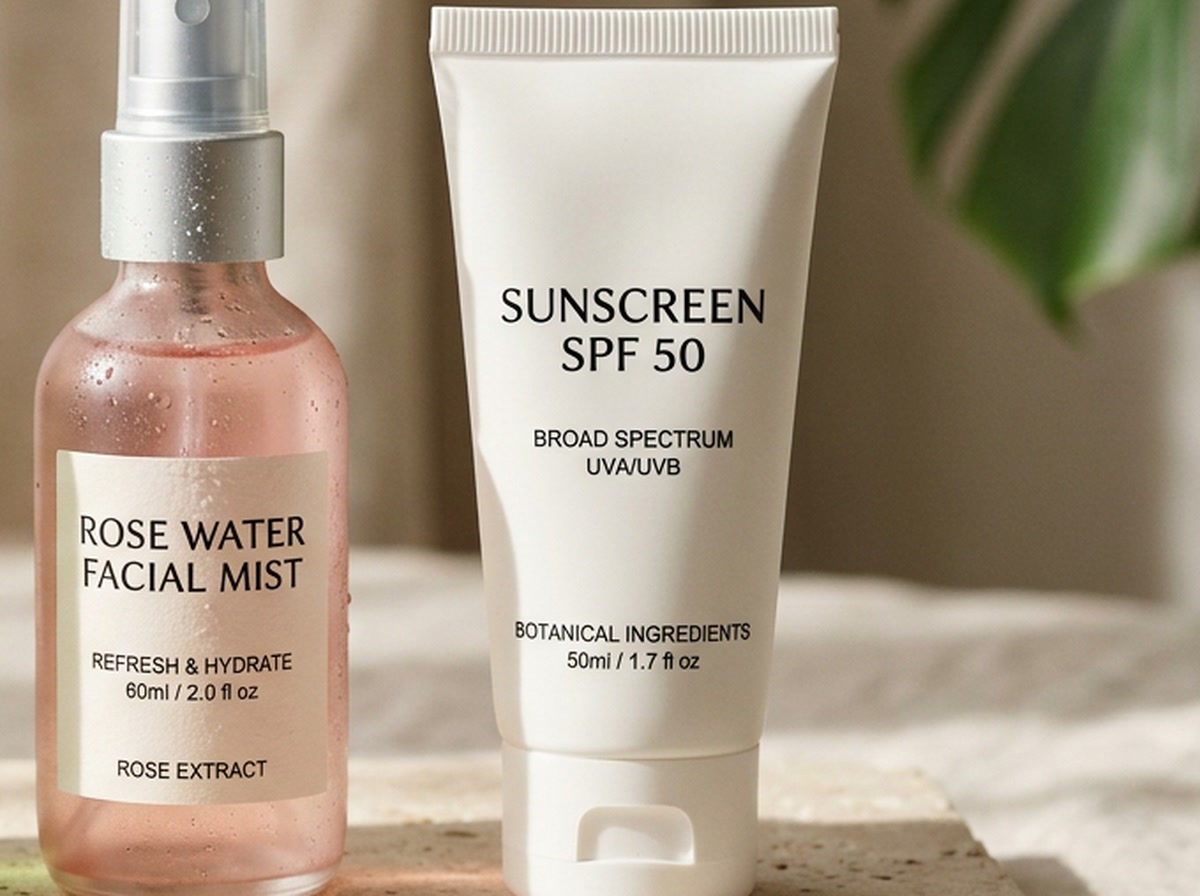 ROSE WATER
FACIAL MIST
REFRESH & HYDRATE
60ml / 2.0 fl oz
ROSE EXTRACT
SUNSCREEN
SPF 50
BROAD SPECTRUM
UVA/UVB
BOTANICAL INGREDIENTS
50mi / 1.7 fl oz